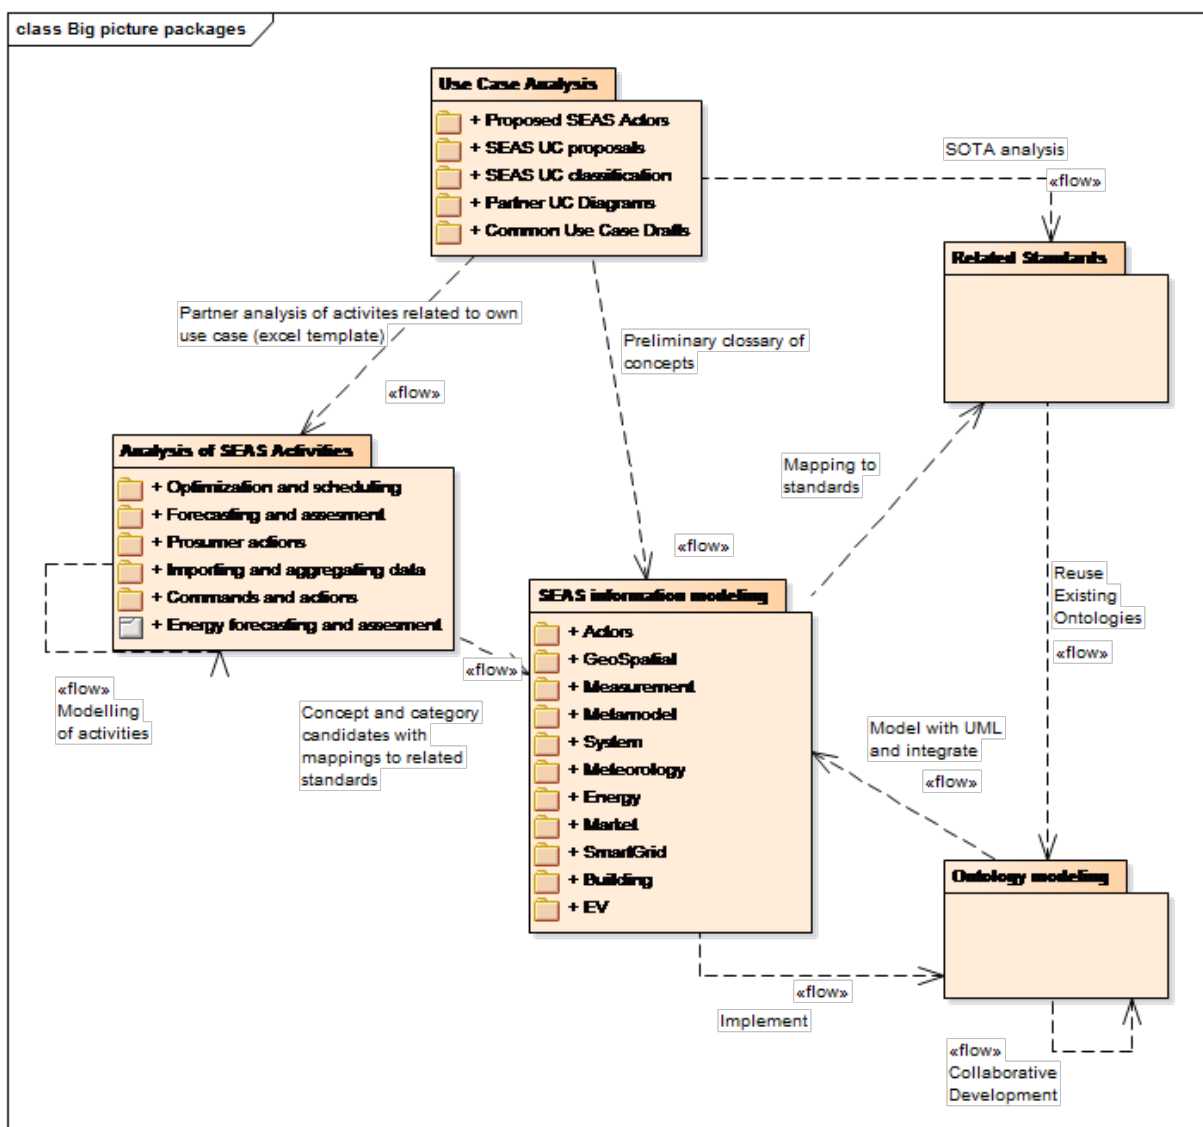 class Big picture packages
Use Case Analysis
+ Proposed SEAS Actors
+ SEAS UC proposals
+ SEAS UC classification
+ Partner UC Diagrams
+ Common Use Case Drafts
SOTA analysis
«flow»
Related Standards
Partner analysis of activites related to own
use case (excel template)
«flow»
Preliminary clossary of
concepts
«flow»
Mapping to
standards
Analysis of SEAS Activities
+ Optimization and scheduling
+ Forecasting and assesment
+ Prosumer actions
+ Importing and aggregating data
+ Commands and actions
+ Energy forecasting and assesment
«flow»
Modelling
of activities
«flow»
Concept and category
candidates with
mappings to related
standards
SEAS information modeling
+ Actors
+ GeoSpatial
+ Measurement
+ Metamodel
+ System
+ Meteorology
+ Energy
+ Market
+ SmartGrid
+ Building
+ EV
Reuse
Existing
Ontologies
«flow»
Model with UML
and integrate
«flow»
Ontology modeling
«flow»
Implement
«flow»
Collaborative
Development